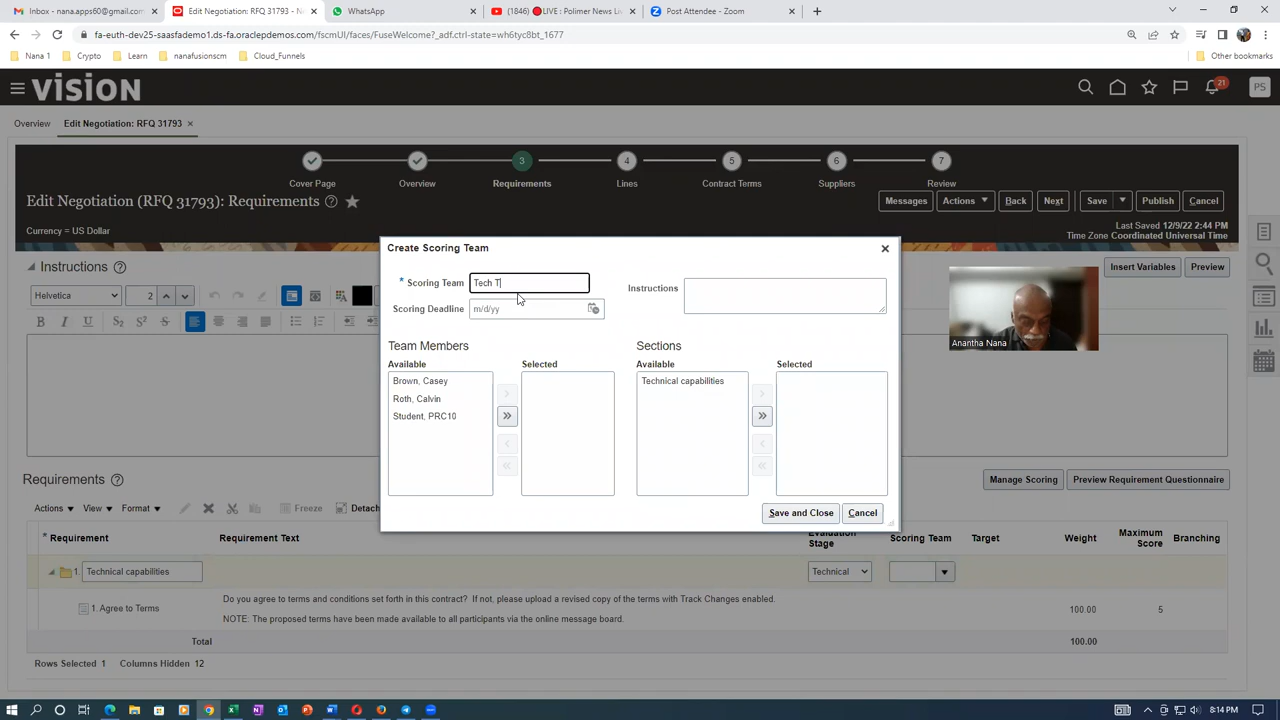 Inbox - nana.apps60@gmail.com
Edit Negotiation: RFQ 31793 -
WhatsApp
(1846) 🔴LIVE : Polimer News Li
Post Attendee - Zoom
fa-euth-dev25-saasfademo1.ds-fa.oraclepdemos.com/fscmUI/faces/FuseWelcome?_adf.ctrl-state=wh6tyc8bt_1677
Nana 1
Crypto
Learn
nanafusionscm
Cloud_Funnels
Other bookmarks
VISION
21
PS
Overview
Edit Negotiation: RFQ 31793
3
4
5
6
7
Cover Page
Overview
Requirements
Lines
Contract Terms
Suppliers
Review
Edit Negotiation (RFQ 31793): Requirements
Messages
Actions
Back
Next
Save
Publish
Cancel
Currency = US Dollar
Last Saved 12/9/22 2:44 PM
Time Zone Coordinated Universal Time
Instructions
Insert Variables
Preview
Helvetica
2
Create Scoring Team
* Scoring Team
Tech T
Instructions
Scoring Deadline
m/d/yy
Team Members
Sections
Available
Selected
Available
Selected
Brown, Casey
Roth, Calvin
Student, PRC10
Technical capabilities
Save and Close
Cancel
Anantha Nana
Requirements
Manage Scoring
Preview Requirement Questionnaire
Actions
View
Format
Freeze
Detach
* Requirement
Requirement Text
Evaluation Stage
Scoring Team
Target
Weight
Maximum Score
Branching
1.
Technical capabilities
Technical
1. Agree to Terms
Do you agree to terms and conditions set forth in this contract? If not, please upload a revised copy of the terms with Track Changes enabled.
NOTE: The proposed terms have been made available to all participants via the online message board.
100.00
5
Total
100.00
Rows Selected 1
Columns Hidden 12
8:14 PM